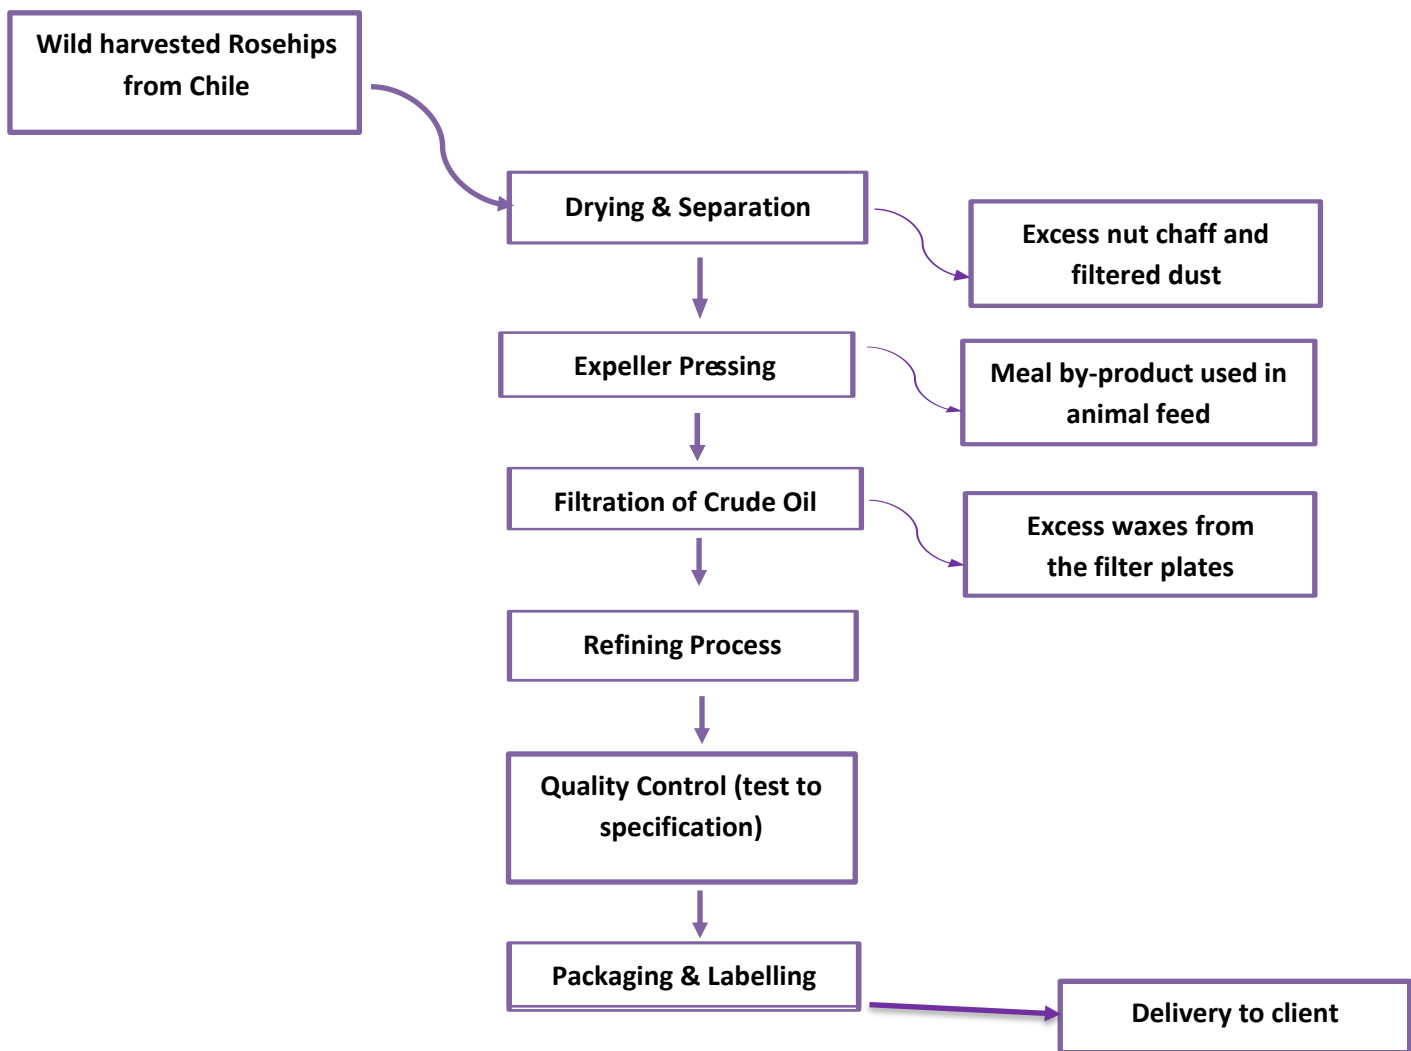 Wild harvested Rosehips
from Chile
Drying & Separation
Excess nut chaff and
filtered dust
Expeller Pressing
Meal by-product used in
animal feed
Filtration of Crude Oil
Excess waxes from
the filter plates
Refining Process
Quality Control (test to
specification)
Packaging & Labelling
Delivery to client